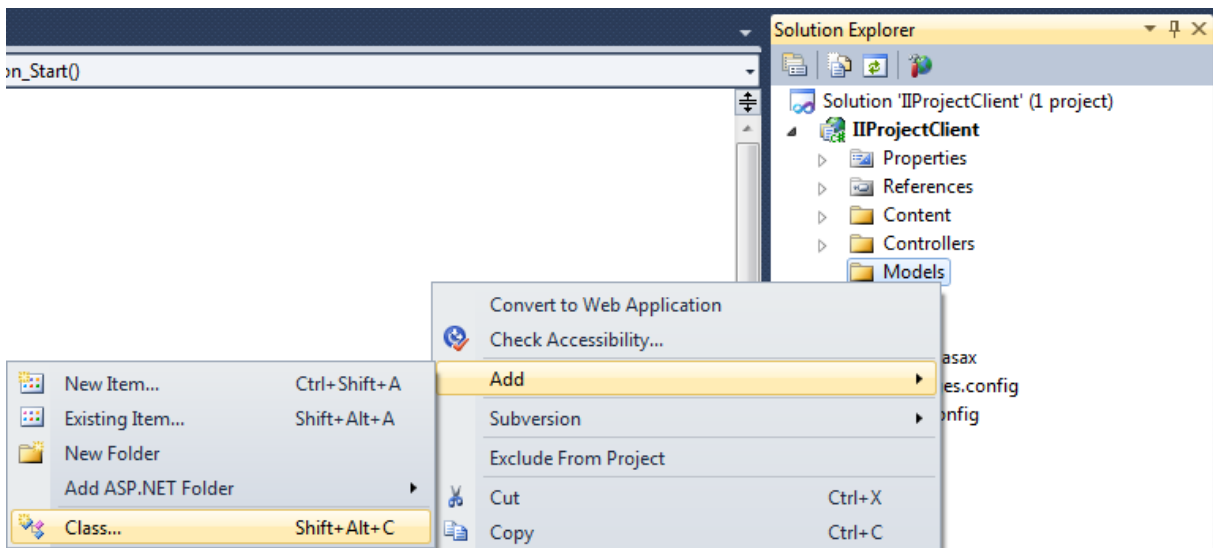 Solution Explorer
on_Start()
Solution 'IIProjectClient' (1 project)
IIProjectClient
Properties
References
Content
Controllers
Models
Convert to Web Application
Check Accessibility...
asax
Add
es.config
New Item... Ctrl+Shift+A
Existing Item... Shift+Alt+A
Subversion
onfig
New Folder
Exclude From Project
Add ASP.NET Folder
Cut Ctrl+X
Class... Shift+Alt+C
Copy Ctrl+C